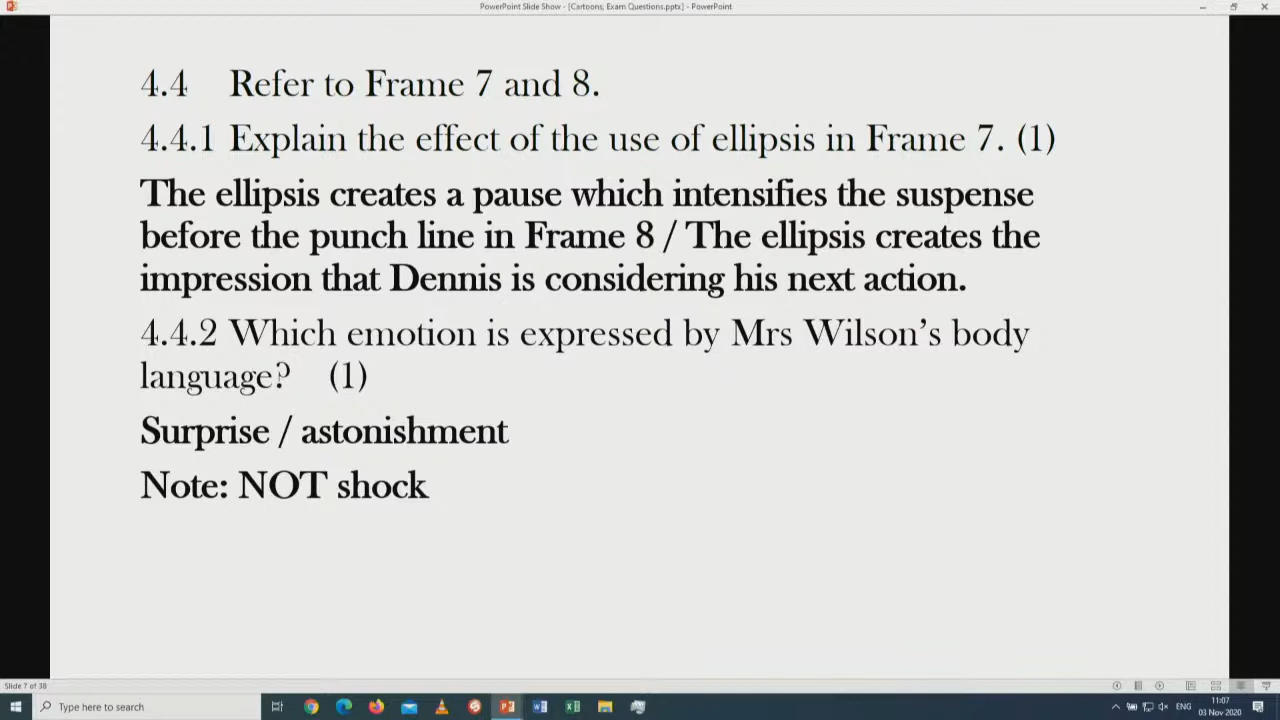 PowerPoint Slide Show - [Cartoons; Exam Questions.pptx] - PowerPoint
4.4 Refer to Frame 7 and 8.
4.4.1 Explain the effect of the use of ellipsis in Frame 7. (1)
The ellipsis creates a pause which intensifies the suspense
before the punch line in Frame 8 / The ellipsis creates the
impression that Dennis is considering his next action.
4.4.2 Which emotion is expressed by Mrs Wilson's body
language? (1)
Surprise / astonishment
Note: NOT shock
Slide 7 of 38
Type here to search
ENG
11:07
03 Nov 2020